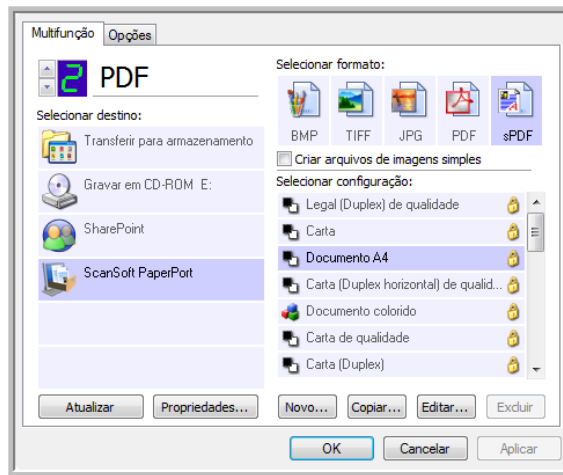 Multifunção Opções
2 PDF
Selecionar destino:
Transferir para armazenamento
Gravar em CD-ROM E:
SharePoint
ScanSoft PaperPort
Atualizar Propriedades...
Selecionar formato:
BMP TIFF JPG PDF sPDF
Criar arquivos de imagens simples
Selecionar configuração:
Legal (Duplex) de qualidade
Carta
Documento A4
Carta (Duplex horizontal) de qualid...
Documento colorido
Carta de qualidade
Carta (Duplex)
Novo... Copiar... Editar... Excluir
OK Cancelar Aplicar